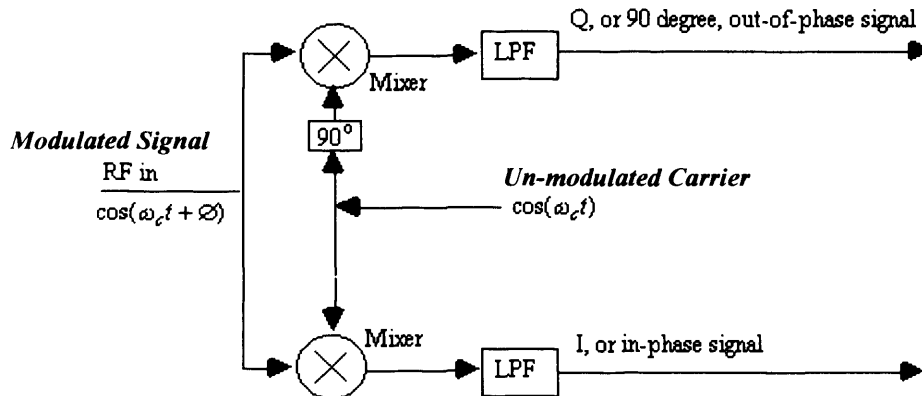 Q, or 90 degree, out-of-phase signal
LPF
Mixer
90°
Modulated Signal
RF in
cos(ω_c t + ∅)
Un-modulated Carrier
cos(ω_c t)
Mixer
I, or in-phase signal
LPF